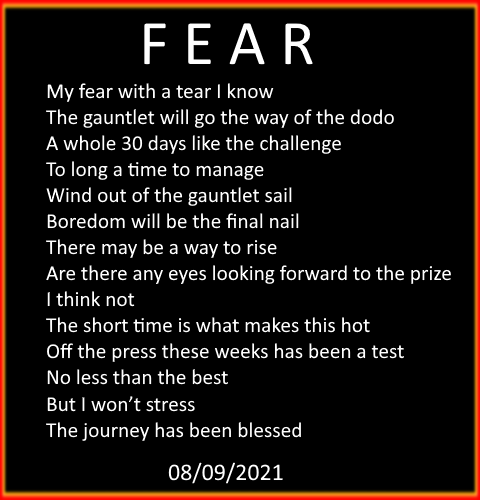 F E A R
My fear with a tear I know
The gauntlet will go the way of the dodo
A whole 30 days like the challenge
To long a time to manage
Wind out of the gauntlet sail
Boredom will be the final nail
There may be a way to rise
Are there any eyes looking forward to the prize
I think not
The short time is what makes this hot
Off the press these weeks has been a test
No less than the best
But I won't stress
The journey has been blessed
08/09/2021